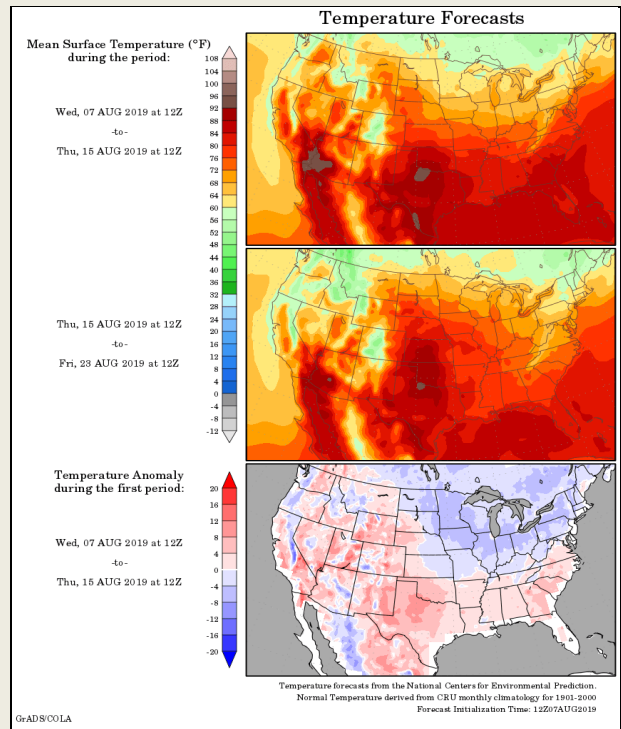 Temperature Forecasts
Mean Surface Temperature (°F)
during the period:
Wed, 07 AUG 2019 at 12Z
-to-
Thu, 15 AUG 2019 at 12Z
108
104
100
96
92
88
84
80
76
72
68
64
60
56
52
48
44
40
36
32
28
24
20
16
12
8
4
0
-4
-8
-12
Thu, 15 AUG 2019 at 12Z
-to-
Fri, 23 AUG 2019 at 12Z
Temperature Anomaly
during the first period:
Wed, 07 AUG 2019 at 12Z
-to-
Thu, 15 AUG 2019 at 12Z
20
16
12
8
4
0
-4
-8
-12
-16
-20
Temperature forecasts from the National Centers for Environmental Prediction.
Normal Temperature derived from CRU monthly climatology for 1901-2000
Forecast Initialization Time: 12Z07AUG2019
GrADS/COLA